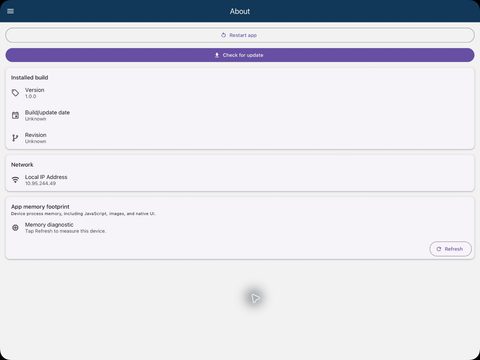 About
Restart app
Check for update
Installed build
Version
1.0.0
Build/update date
Unknown
Revision
Unknown
Network
Local IP Address
10.95.244.49
App memory footprint
Device process memory, including JavaScript, images, and native UI.
Memory diagnostic
Tap Refresh to measure this device.
Refresh